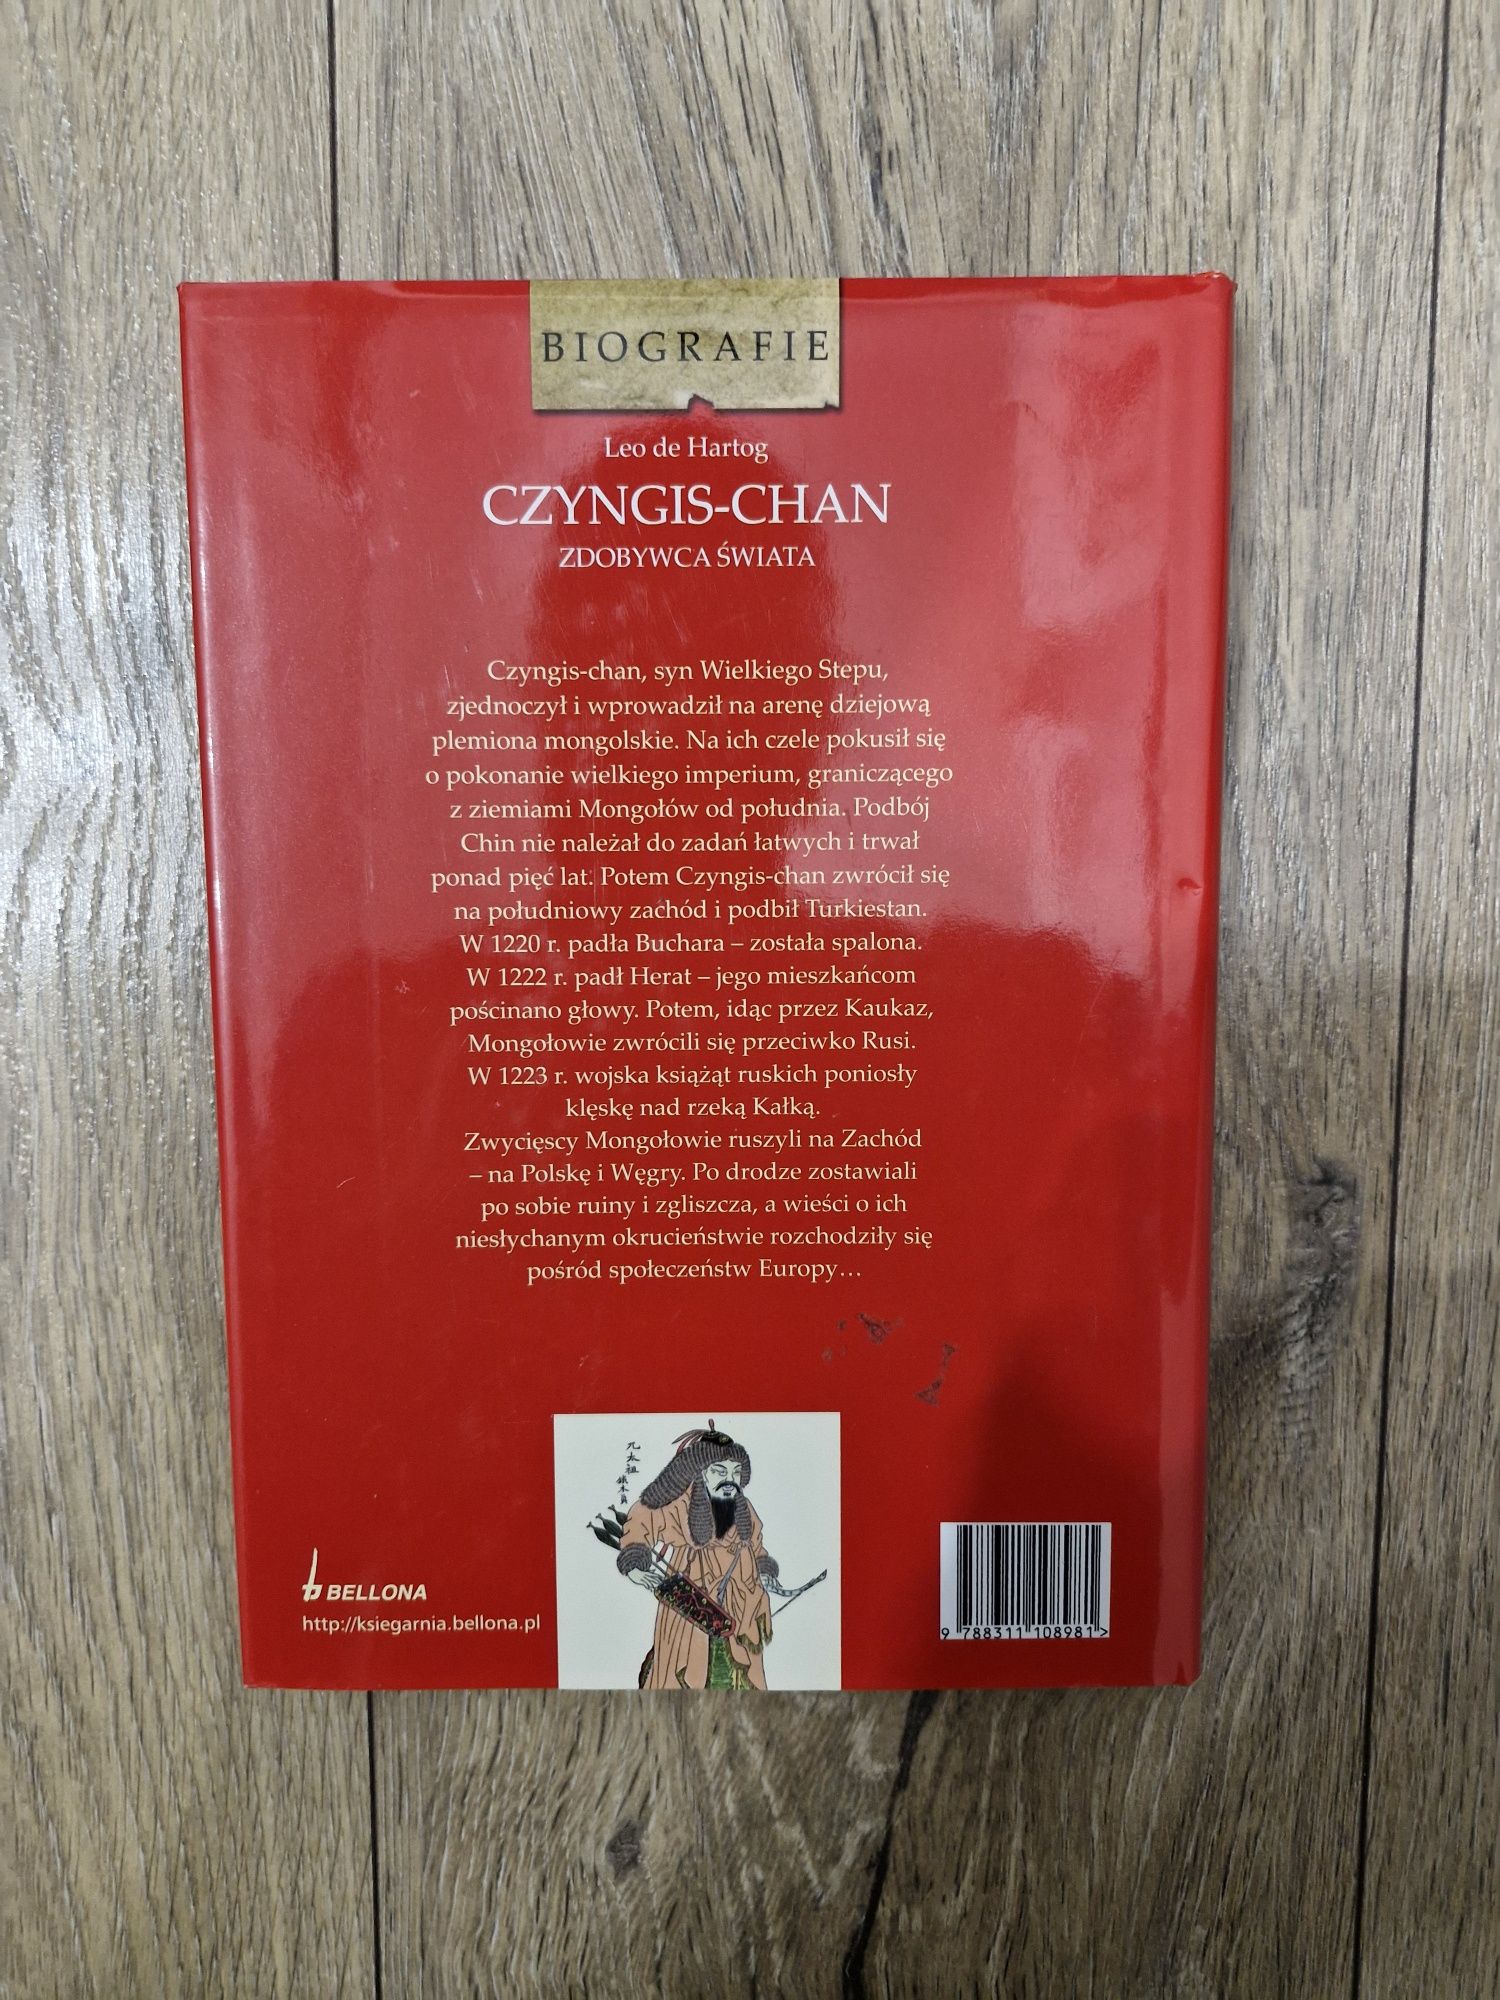 BIOGRAFIE
Leo de Hartog
CZYNGIS-CHAN
ZDOBYWCA ŚWIATA
Czyngis-chan, syn Wielkiego Stepu,
zjednoczył i wprowadził na arenę dziejową
plemiona mongolskie. Na ich czele pokusił się
o pokonanie wielkiego imperium, graniczącego
z ziemiami Mongołów od południa. Podbój
Chin nie należał do zadań łatwych i trwał
ponad pięć lat. Potem Czyngis-chan zwrócił się
na południowy zachód i podbił Turkiestan.
W 1220 r. padła Buchara – została spalona.
W 1222 r. padł Herat – jego mieszkańcom
pościnano głowy. Potem, idąc przez Kaukaz,
Mongołowie zwrócili się przeciwko Rusi.
W 1223 r. wojska książąt ruskich poniosły
klęskę nad rzeką Kałką.
Zwycięscy Mongołowie ruszyli na Zachód
– na Polskę i Węgry. Po drodze zostawiali
po sobie ruiny i zgliszcza, a wieści o ich
niesłychanym okrucieństwie rozchodziły się
pośród społeczeństw Europy...
元太祖
木真
BELLONA
http://ksiegarnia.bellona.pl
9 788311 108981 >